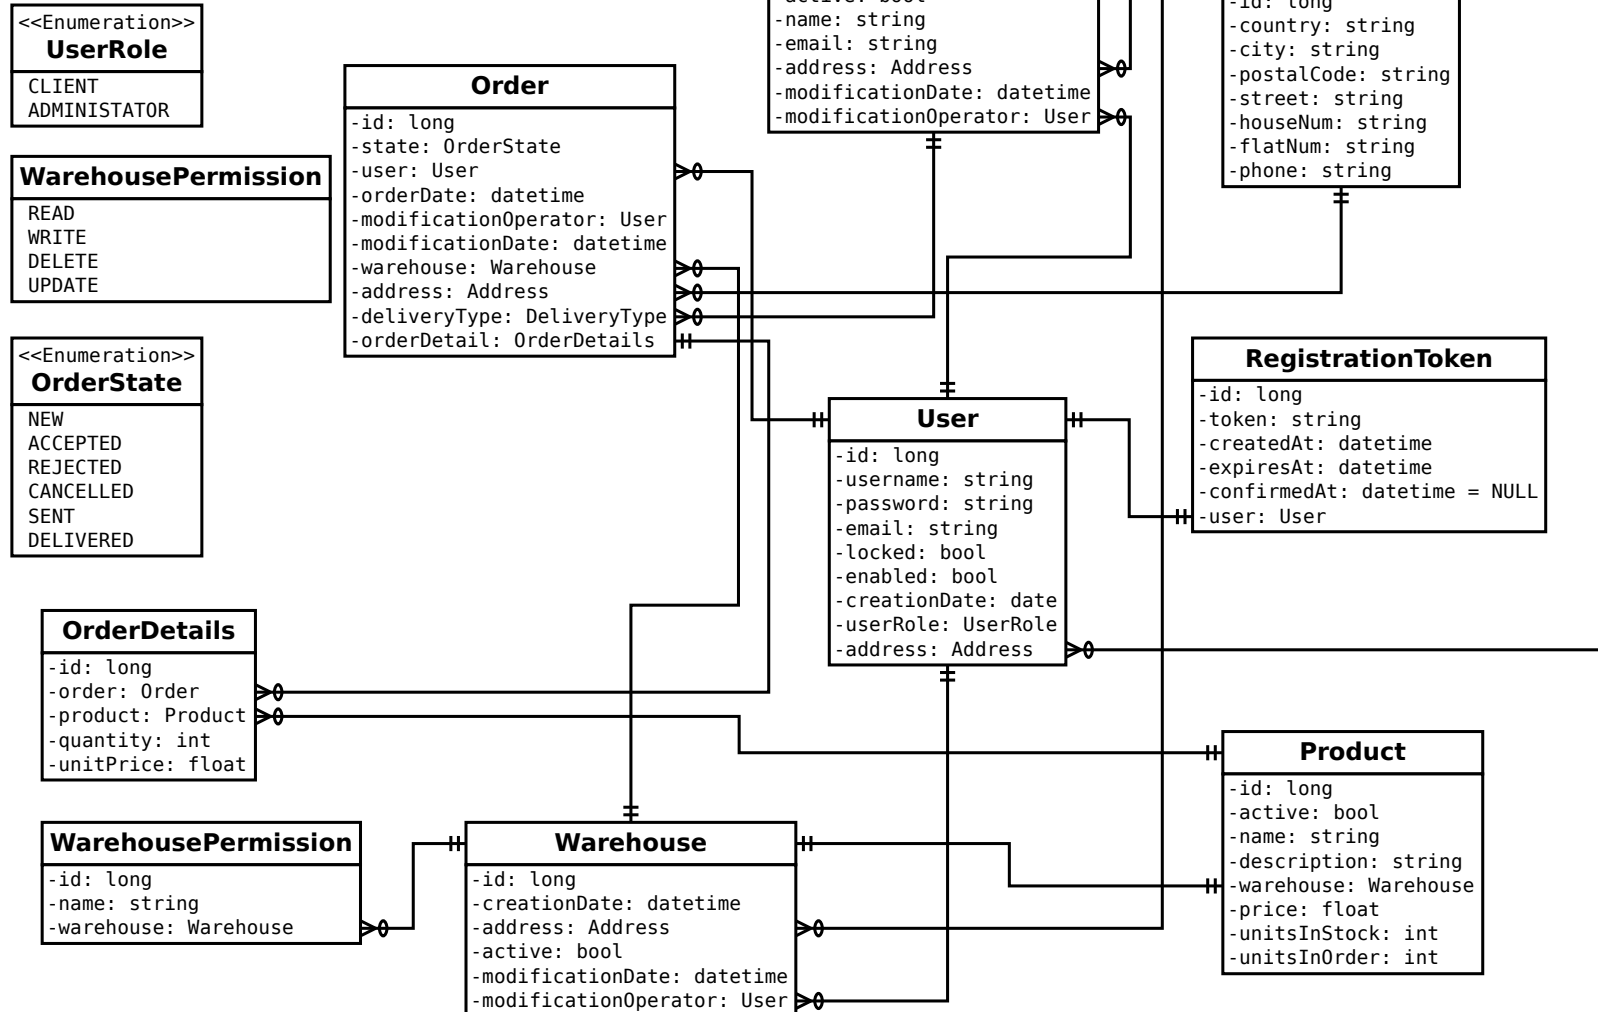 <<Enumeration>>
UserRole
CLIENT
ADMINISTATOR
WarehousePermission
READ
WRITE
DELETE
UPDATE
<<Enumeration>>
OrderState
NEW
ACCEPTED
REJECTED
CANCELLED
SENT
DELIVERED
Order
-id: long
-state: OrderState
-user: User
-orderDate: datetime
-modificationOperator: User
-modificationDate: datetime
-warehouse: Warehouse
-address: Address
-deliveryType: DeliveryType
-orderDetail: OrderDetails
-active: bool
-name: string
-email: string
-address: Address
-modificationDate: datetime
-modificationOperator: User
-id: long
-country: string
-city: string
-postalCode: string
-street: string
-houseNum: string
-flatNum: string
-phone: string
User
-id: long
-username: string
-password: string
-email: string
-locked: bool
-enabled: bool
-creationDate: date
-userRole: UserRole
-address: Address
RegistrationToken
-id: long
-token: string
-createdAt: datetime
-expiresAt: datetime
-confirmedAt: datetime = NULL
-user: User
OrderDetails
-id: long
-order: Order
-product: Product
-quantity: int
-unitPrice: float
WarehousePermission
-id: long
-name: string
-warehouse: Warehouse
Warehouse
-id: long
-creationDate: datetime
-address: Address
-active: bool
-modificationDate: datetime
-modificationOperator: User
Product
-id: long
-active: bool
-name: string
-description: string
-warehouse: Warehouse
-price: float
-unitsInStock: int
-unitsInOrder: int